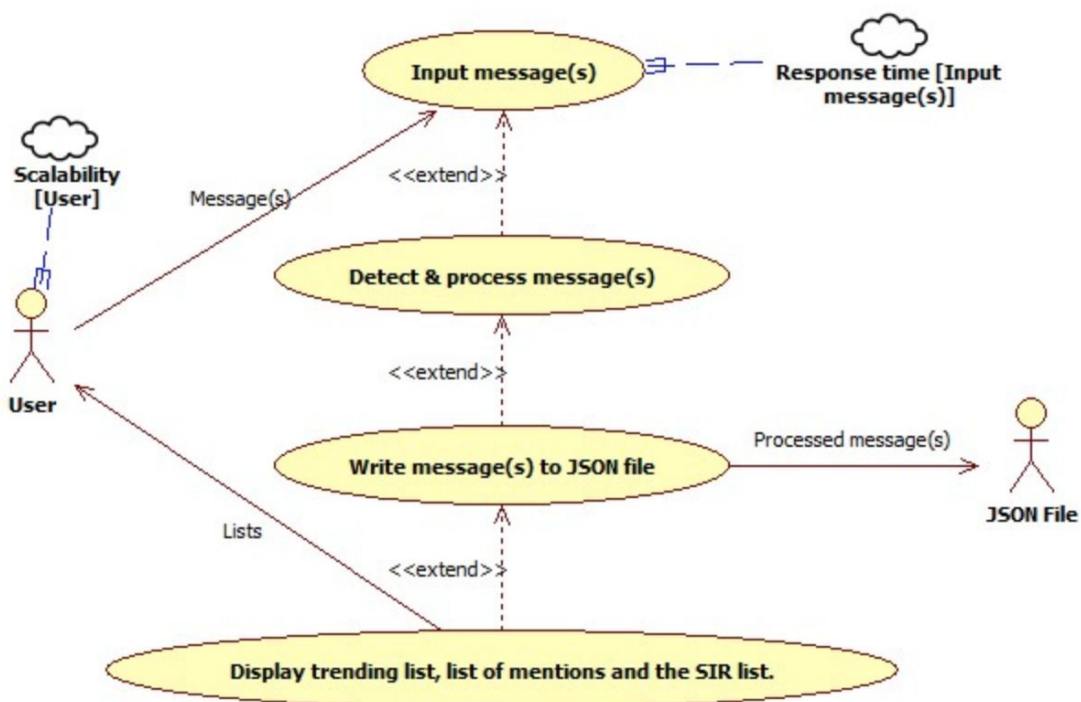 Input message(s)
Response time [Input
message(s)]
Scalability
[User]
Message(s)
<<extend>>
Detect & process message(s)
<<extend>>
User
Write message(s) to JSON file
Processed message(s)
JSON File
Lists
<<extend>>
Display trending list, list of mentions and the SIR list.